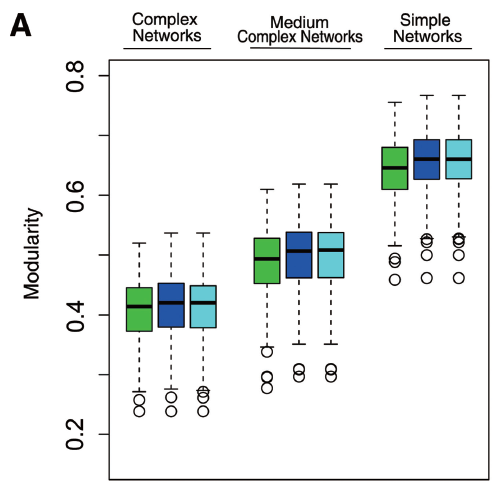 A
Complex
Networks
Medium
Complex Networks
Simple
Networks
Modularity
0.8
0.6
0.4
0.2